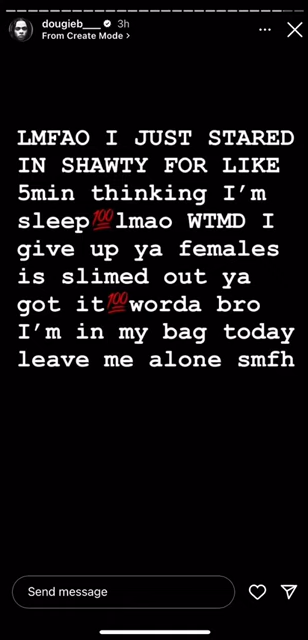 dougieb___ 3h
From Create Mode >
LMFAO I JUST STARED
IN SHAWTY FOR LIKE
5min thinking I’m
sleep💯lmao WTMD I
give up ya females
is slimed out ya
got it💯worda bro
I’m in my bag today
leave me alone smfh
Send message